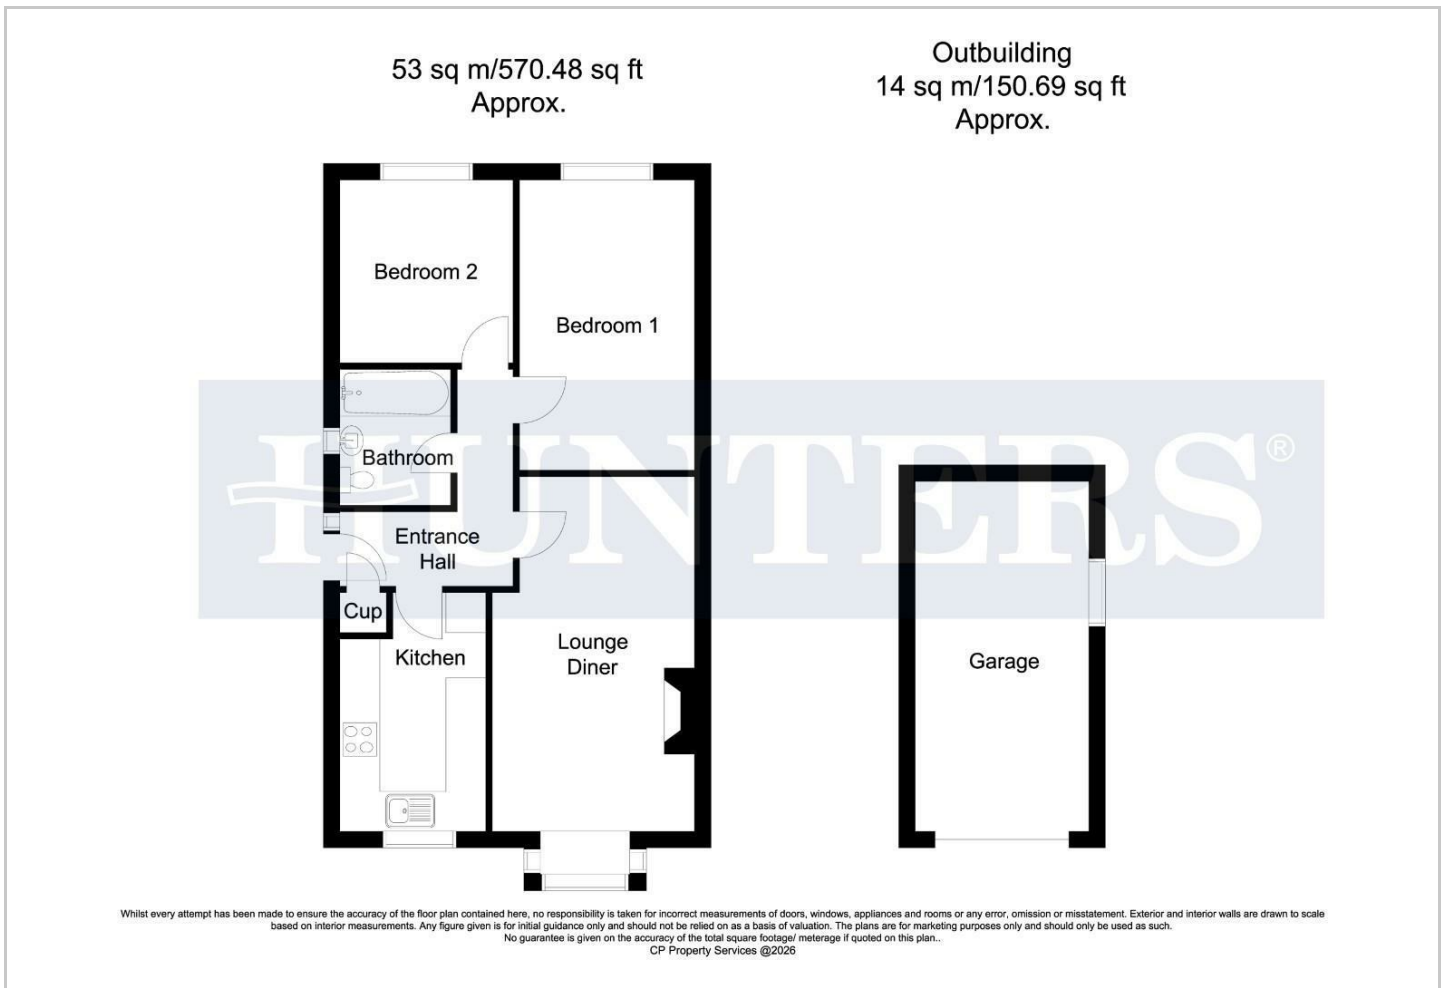 53 sq m/570.48 sq ft
Approx.
Outbuilding
14 sq m/150.69 sq ft
Approx.
Bedroom 2
Bedroom 1
HUNTERS®
Bathroom
Entrance
Hall
Cup
Kitchen
Lounge
Diner
Garage
Whilst every attempt has been made to ensure the accuracy of the floor plan contained here, no responsibility is taken for incorrect measurements of doors, windows, appliances and rooms or any error, omission or misstatement. Exterior and interior walls are drawn to scale
based on interior measurements. Any figure given is for initial guidance only and should not be relied on as a basis of valuation. The plans are for marketing purposes only and should only be used as such.
No guarantee is given on the accuracy of the total square footage/ meterage if quoted on this plan..
CP Property Services @2026